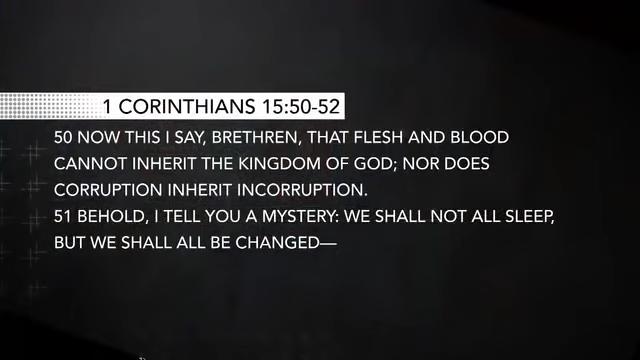 1 CORINTHIANS 15:50-52
50 NOW THIS I SAY, BRETHREN, THAT FLESH AND BLOOD
CANNOT INHERIT THE KINGDOM OF GOD; NOR DOES
CORRUPTION INHERIT INCORRUPTION.
51 BEHOLD, I TELL YOU A MYSTERY: WE SHALL NOT ALL SLEEP,
BUT WE SHALL ALL BE CHANGED—